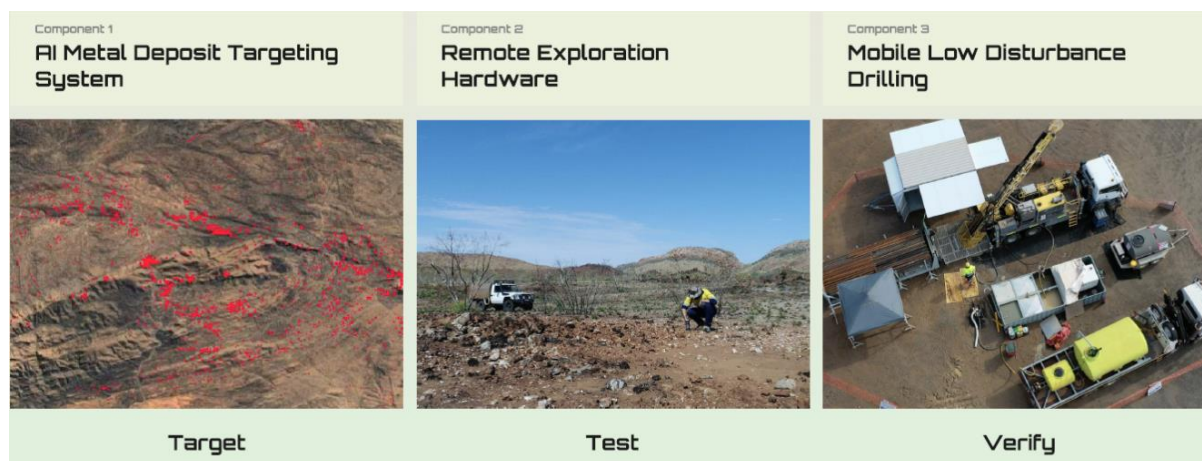 Component 1
AI Metal Deposit Targeting
System
Component 2
Remote Exploration
Hardware
Component 3
Mobile Low Disturbance
Drilling
Target
Test
Verify